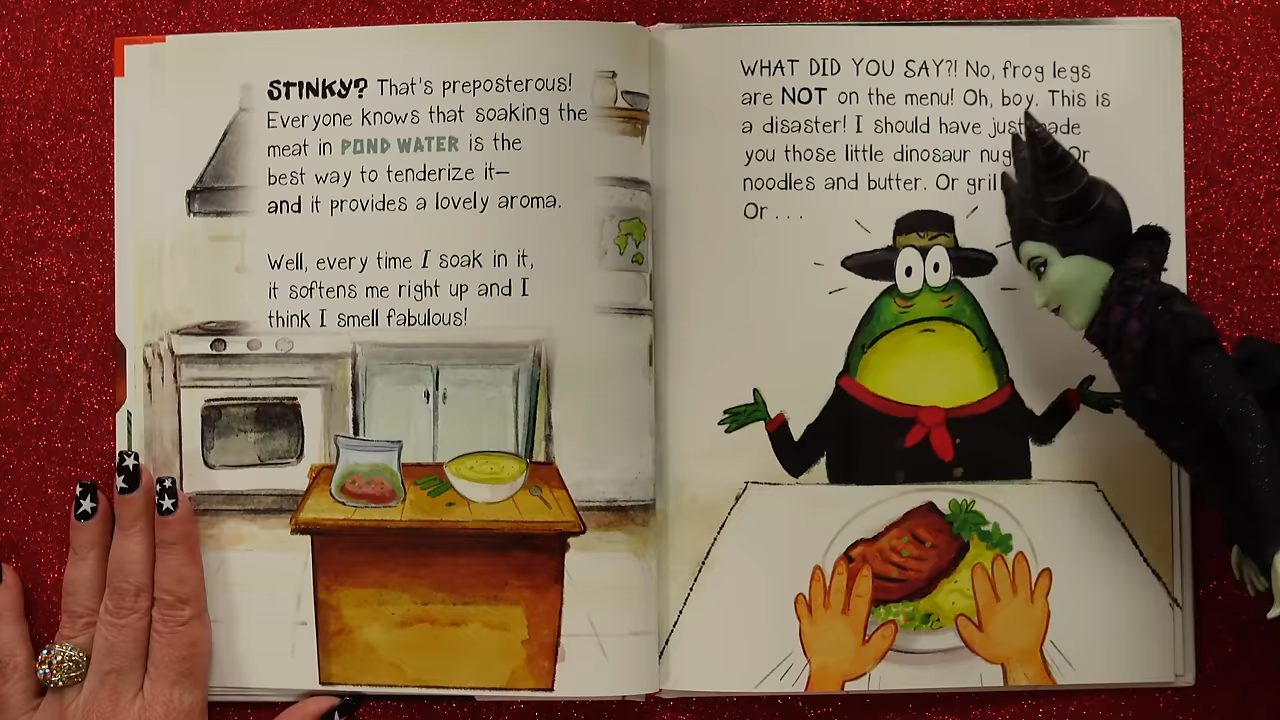 STINKY? That's preposterous!
Everyone knows that soaking the
meat in POND WATER is the
best way to tenderize it—
and it provides a lovely aroma.
Well, every time I soak in it,
it softens me right up and I
think I smell fabulous!
WHAT DID YOU SAY?! No, frog legs
are NOT on the menu! Oh, boy. This is
a disaster! I should have just
you those little dinosaur Or
noodles and butter. Or
Or . . .